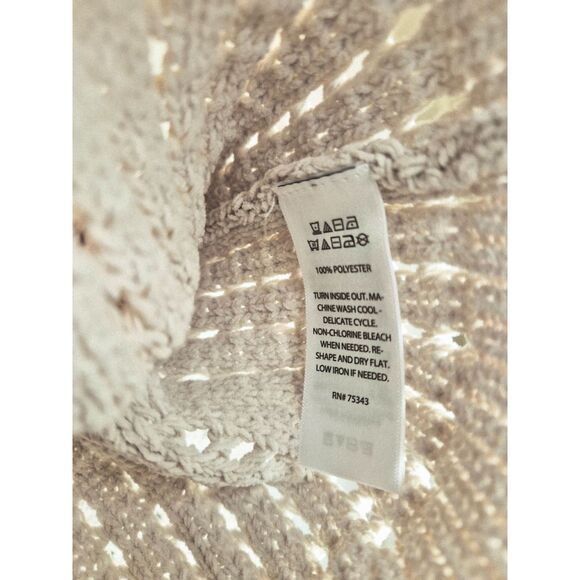 100% POLYESTER
TURN INSIDE OUT. MA-
CHINE WASH COOL -
DELICATE CYCLE.
NON-CHLORINE BLEACH
WHEN NEEDED. RE-
SHAPE AND DRY FLAT.
LOW IRON IF NEEDED.
RN# 75343